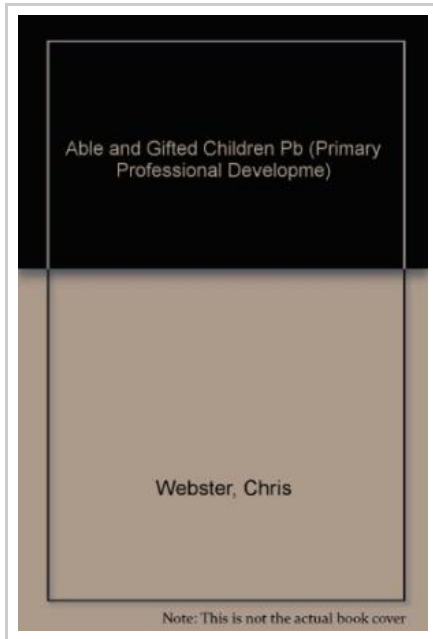 Able and Gifted Children Pb (Primary
Professional Developme)
Webster, Chris
Note: This is not the actual book cover